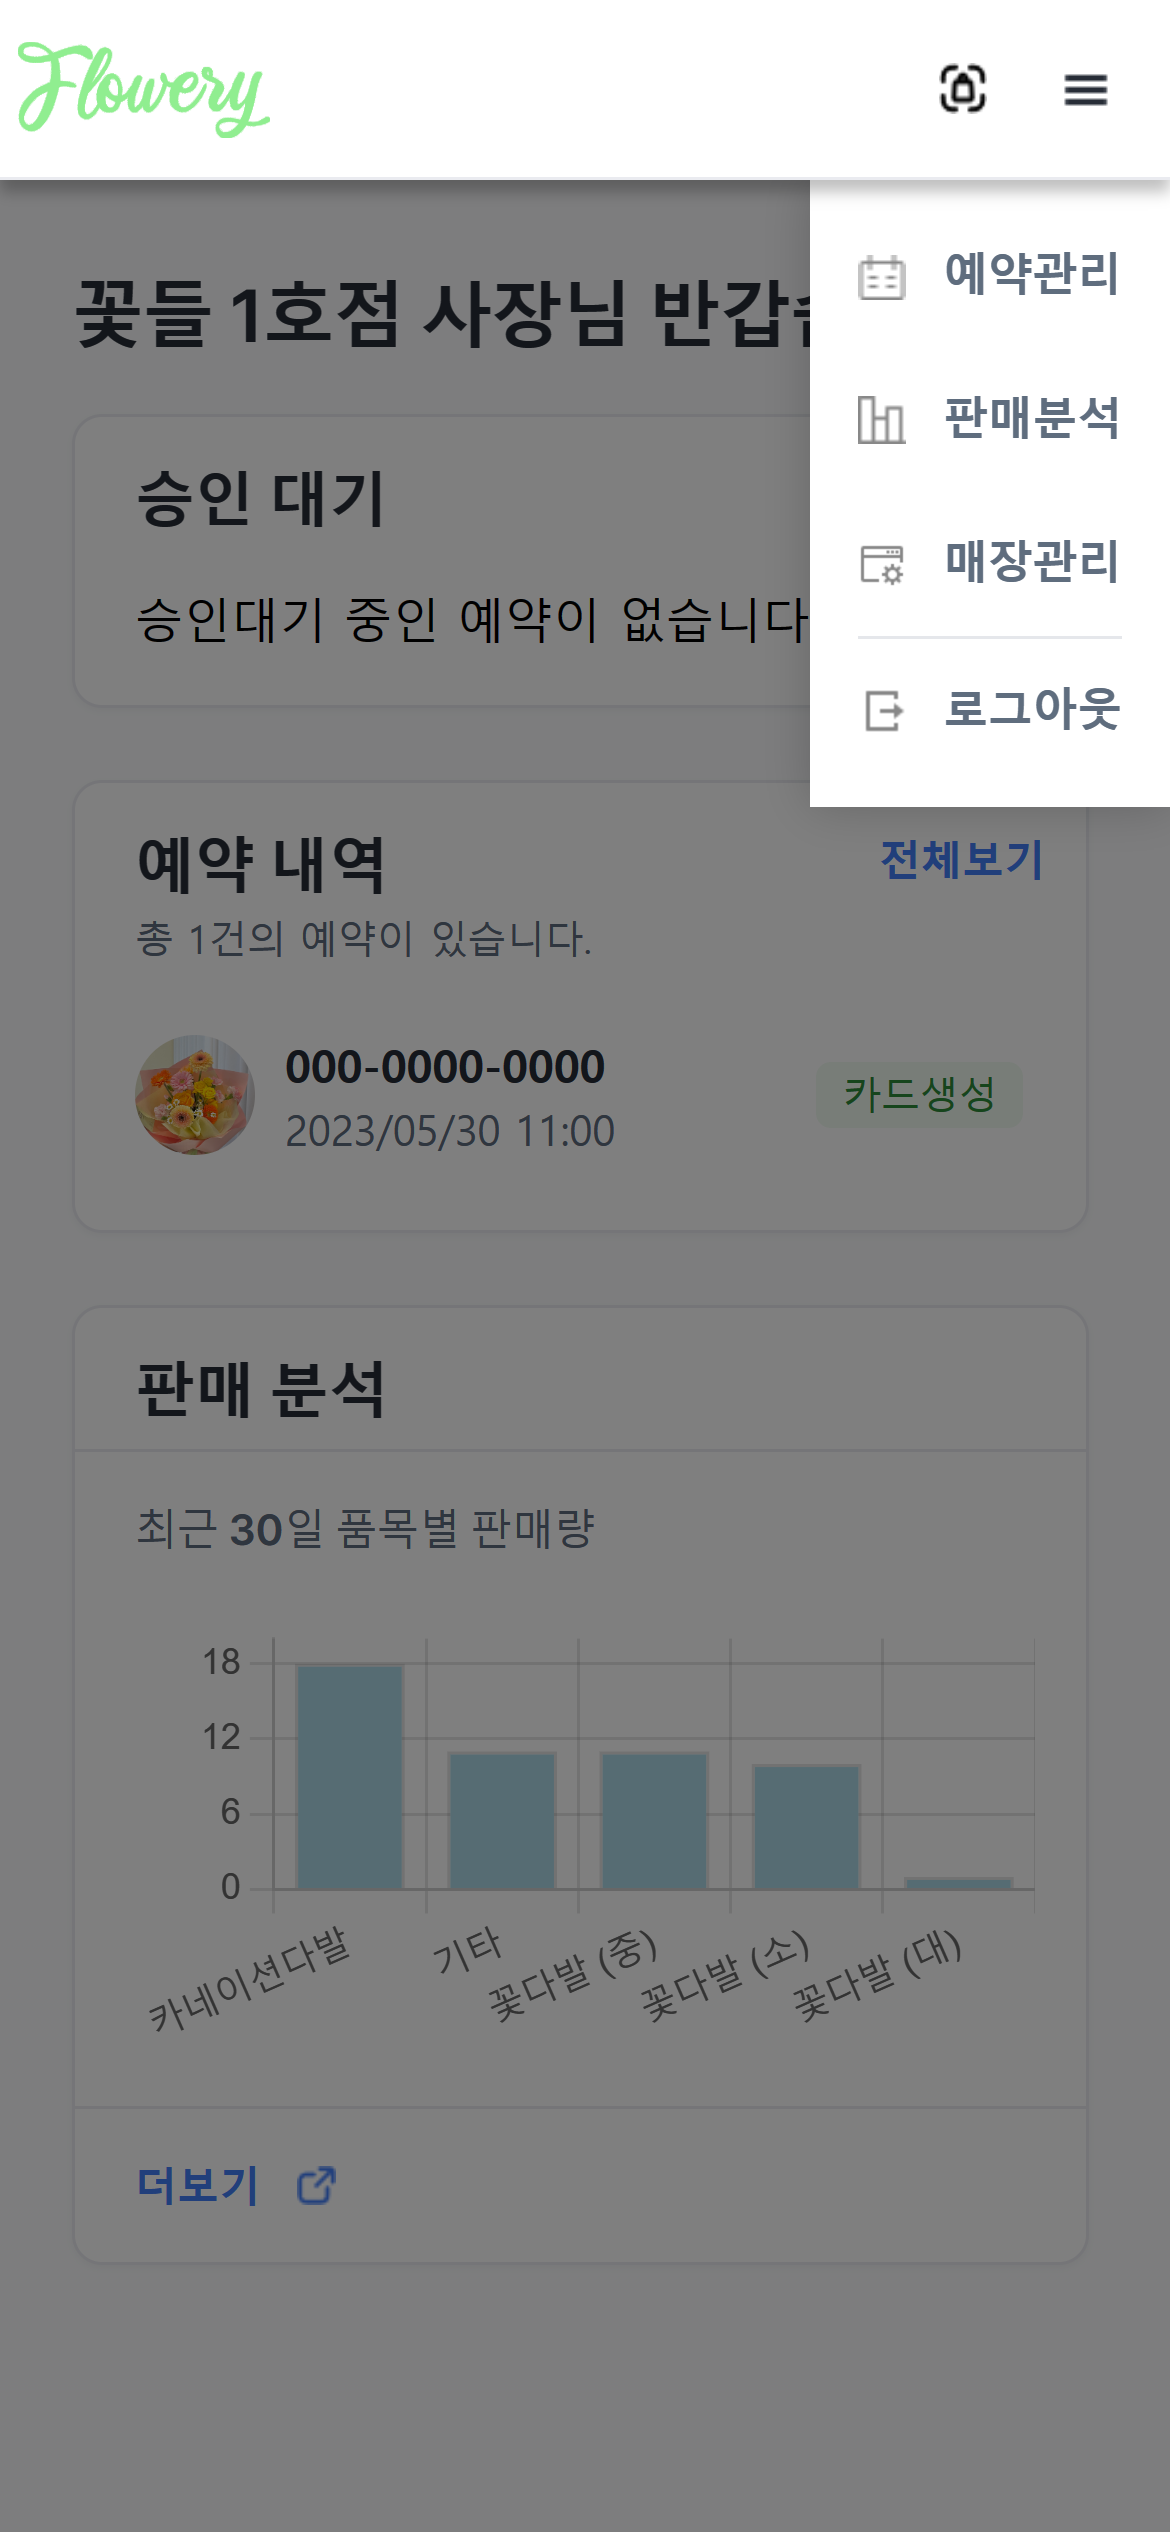 Flowery
예약관리
판매분석
매장관리
로그아웃
꽃들 1호점 사장님 반갑
승인 대기
승인대기 중인 예약이 없습니다
예약 내역
전체보기
총 1건의 예약이 있습니다.
000-0000-0000
2023/05/30 11:00
카드생성
판매 분석
최근 30일 품목별 판매량
18
12
6
0
카네이션다발
기타
꽃다발 (중)
꽃다발 (소)
꽃다발 (대)
더보기